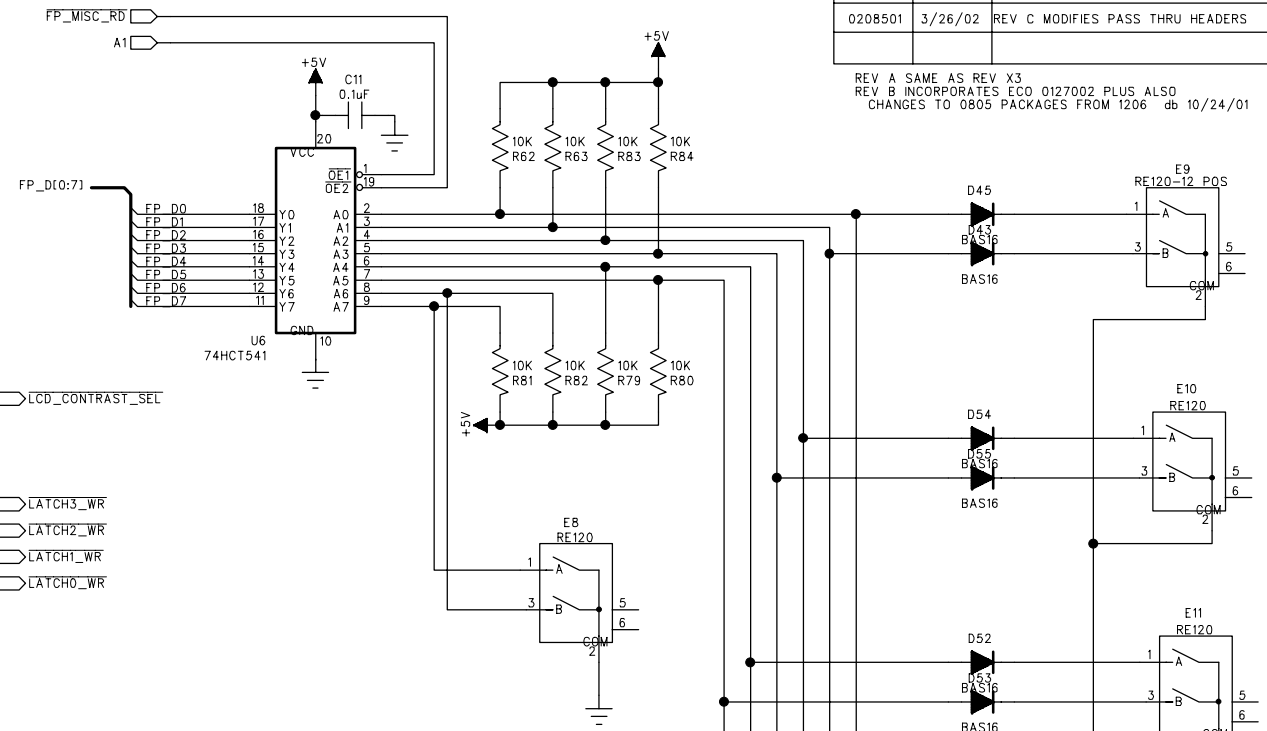 FP_MISC_RD
A1
0208501 3/26/02 REV C MODIFIES PASS THRU HEADERS
REV A SAME AS REV X3
REV B INCORPORATES ECO 0127002 PLUS ALSO
CHANGES TO 0805 PACKAGES FROM 1206 db 10/24/01
+5V
C11
0.1uF
+5V
20
VCC
OE1 1
OE2 19
FP_D[0:7]
FP_D0 18 Y0 A0 2
FP_D1 17 Y1 A1 3
FP_D2 16 Y2 A2 4
FP_D3 15 Y3 A3 5
FP_D4 14 Y4 A4 6
FP_D5 13 Y5 A5 7
FP_D6 12 Y6 A6 8
FP_D7 11 Y7 A7 9
GND 10
U6
74HCT541
10K 10K 10K 10K
R62 R63 R83 R84
10K 10K 10K 10K
R81 R82 R79 R80
+5V
LCD_CONTRAST_SEL
LATCH3_WR
LATCH2_WR
LATCH1_WR
LATCH0_WR
E8
RE120
1 A
3 B 5
6
COM
2
D45
BAS16
D43
BAS16
E9
RE120-12 POS
1 A
3 B 5
6
COM
2
D54
BAS16
D55
BAS16
E10
RE120
1 A
3 B 5
6
COM
2
D52
BAS16
D53
BAS16
E11
RE120
1 A
3 B 5
6
COM